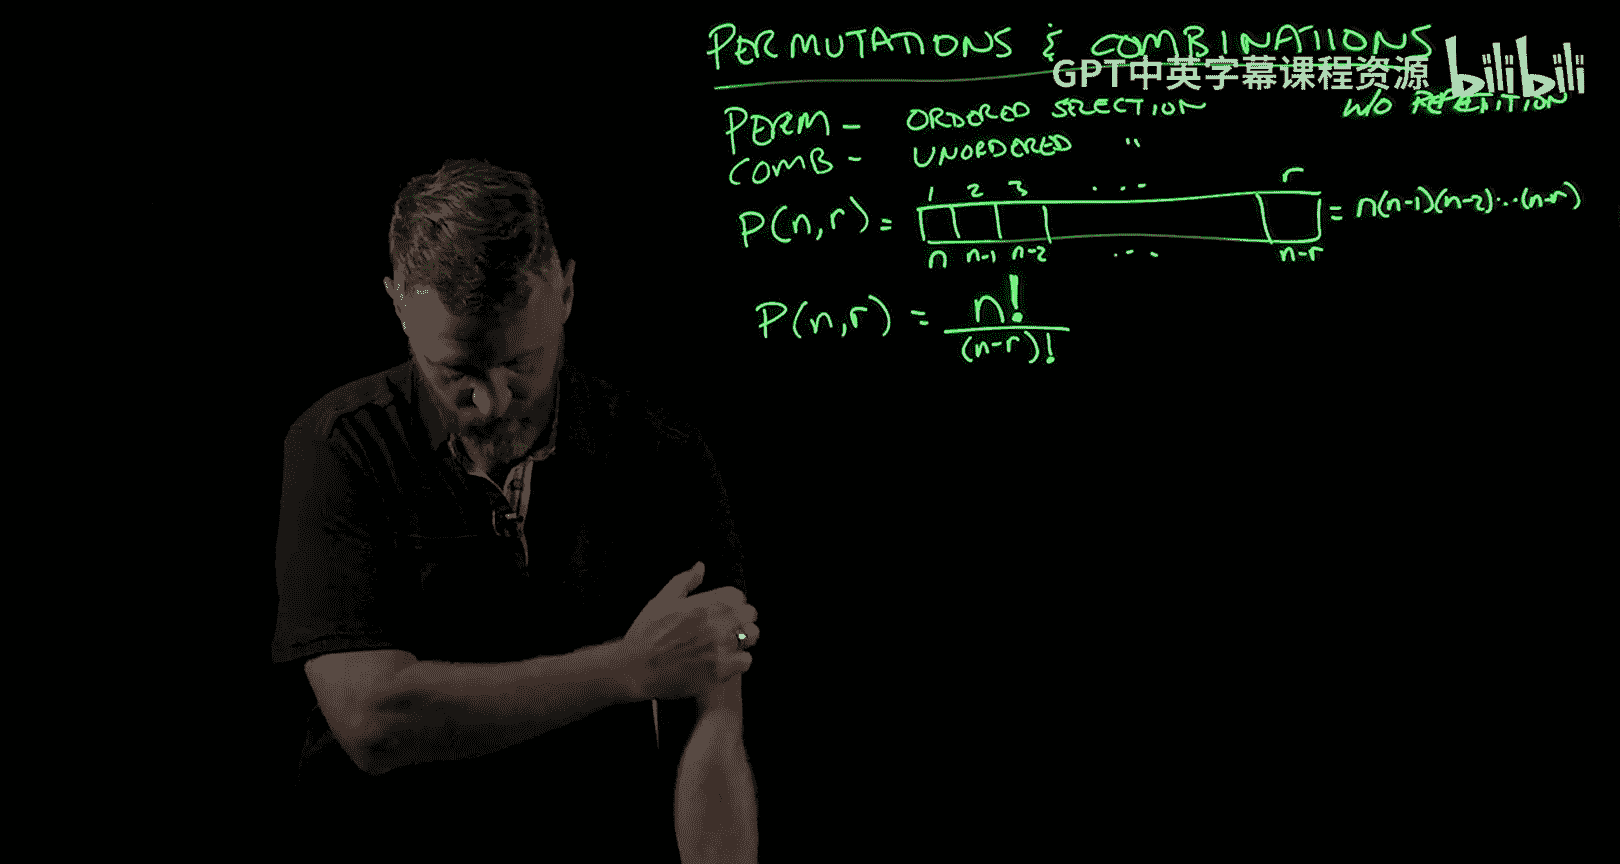 PERMUTATIONS & COMBINATIONS
GPT中英字幕课程资源 bilibili
PERM - ORDERED SELECTION W/O REPETITION
COMB - UNORDERED "
1 2 3 ... r
P(n,r) = = n(n-1)(n-2)...(n-r)
n n-1 n-2 ... n-r
P(n,r) = n!
(n-r)!